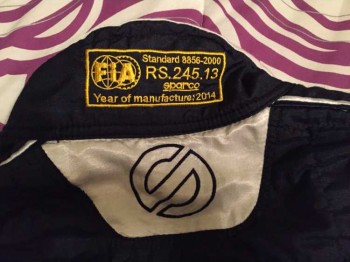 Standard 8856-2000
FIA RS.245.13
sparco
Year of manufacture:2014